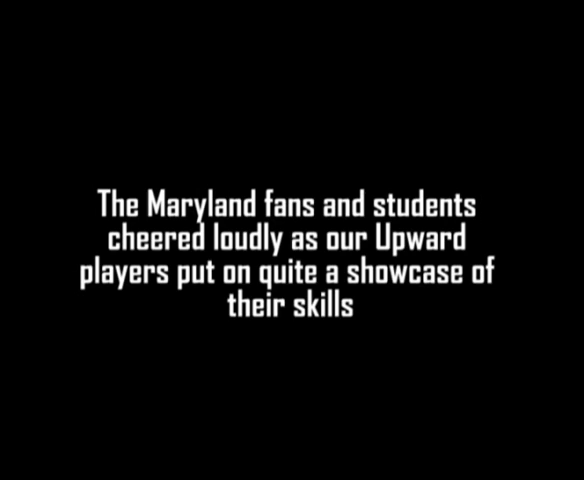 The Maryland fans and students
cheered loudly as our Upward
players put on quite a showcase of
their skills